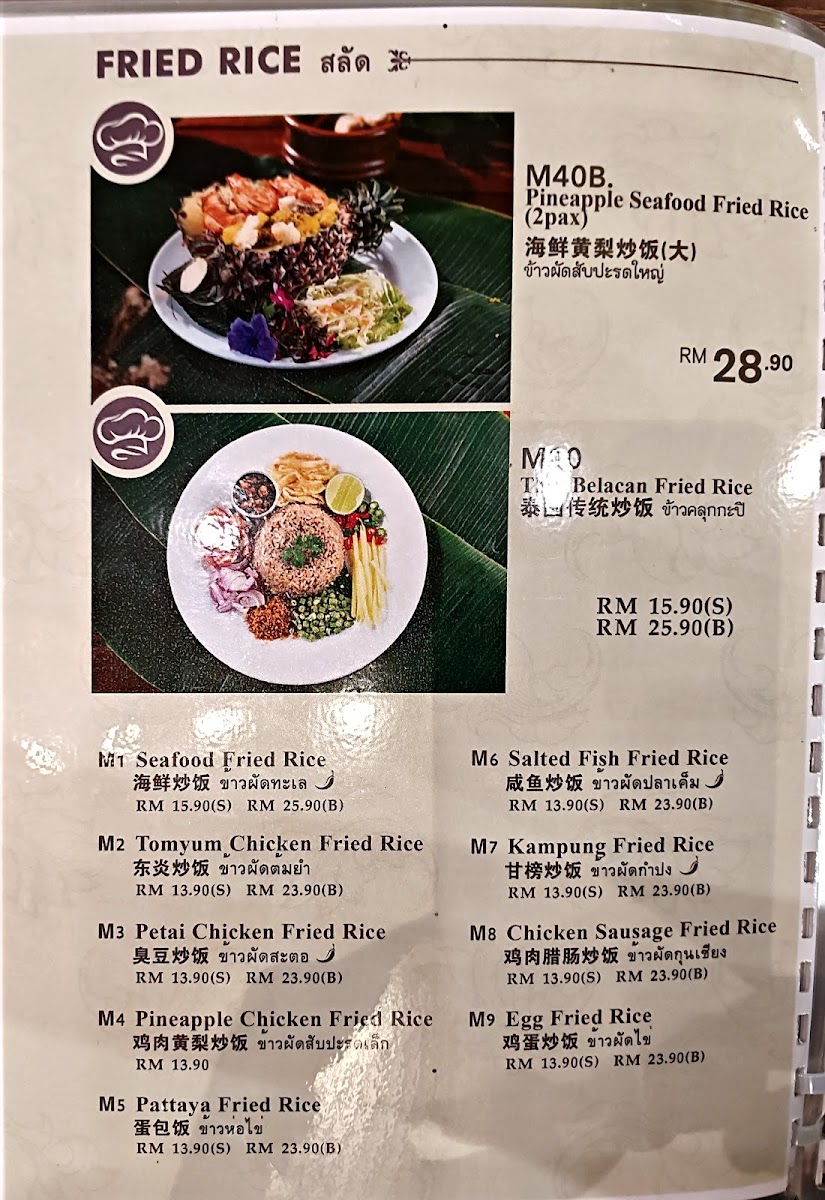 FRIED RICE สลัด
M40B.
Pineapple Seafood Fried Rice
(2pax)
海鲜黄梨炒饭(大)
ข้าวผัดสับปะรดใหญ่
RM 28.90
Belacan Fried Rice
泰国传统炒饭 ข้าวคลุกกะปิ
RM 15.90(S)
RM 25.90(B)
M1 Seafood Fried Rice
海鲜炒饭 ข้าวผัดทะเล
RM 15.90(S) RM 25.90(B)
M2 Tomyum Chicken Fried Rice
东炎炒饭 ข้าวผัดต้มยำ
RM 13.90(S) RM 23.90(B)
M3 Petai Chicken Fried Rice
臭豆炒饭 ข้าวผัดสะตอ
RM 13.90(S) RM 23.90(B)
M4 Pineapple Chicken Fried Rice
鸡肉黄梨炒饭 ข้าวผัดสับปะรดเล็ก
RM 13.90
M5 Pattaya Fried Rice
蛋包饭 ข้าวห่อไข่
RM 13.90(S) RM 23.90(B)
M6 Salted Fish Fried Rice
咸鱼炒饭 ข้าวผัดปลาเค็ม
RM 13.90(S) RM 23.90(B)
M7 Kampung Fried Rice
甘榜炒饭 ข้าวผัดกำปง
RM 13.90(S) RM 23.90(B)
M8 Chicken Sausage Fried Rice
鸡肉腊肠炒饭 ข้าวผัดกุนเชียง
RM 13.90(S) RM 23.90(B)
M9 Egg Fried Rice
鸡蛋炒饭 ข้าวผัดไข่
RM 13.90(S) RM 23.90(B)